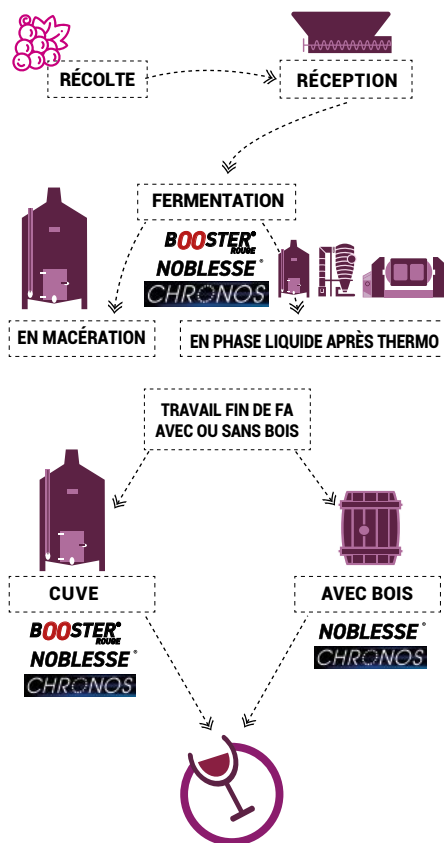 RÉCOLTE
RÉCEPTION
FERMENTATION
BOOSTER®
ROUGE
NOBLESSE®
CHRONOS
EN MACÉRATION
EN PHASE LIQUIDE APRÈS THERMO
TRAVAIL FIN DE FA
AVEC OU SANS BOIS
CUVE
BOOSTER®
ROUGE
NOBLESSE®
CHRONOS
AVEC BOIS
NOBLESSE®
CHRONOS